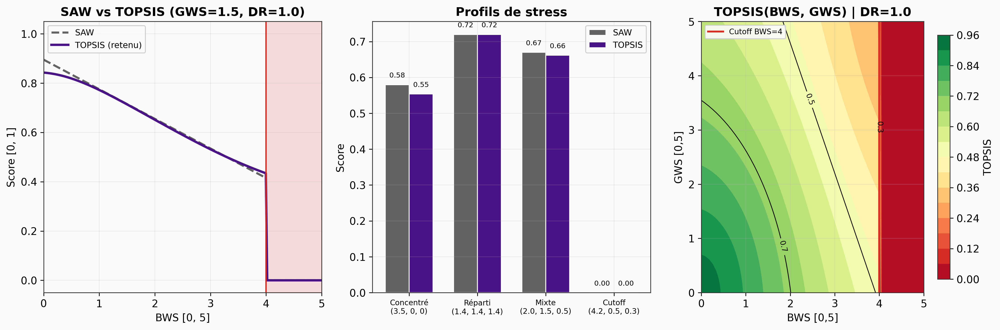 SAW vs TOPSIS (GWS=1.5, DR=1.0)
SAW
TOPSIS (retenu)
Score [0, 1]
1.0
0.8
0.6
0.4
0.2
0.0
0 1 2 3 4 5
BWS [0, 5]
Profils de stress
SAW
TOPSIS
Score
0.7
0.6
0.5
0.4
0.3
0.2
0.1
0.0
0.58 0.55
0.72 0.72
0.67 0.66
0.00 0.00
Concentré
(3.5, 0, 0)
Réparti
(1.4, 1.4, 1.4)
Mixte
(2.0, 1.5, 0.5)
Cutoff
(4.2, 0.5, 0.3)
TOPSIS(BWS, GWS) | DR=1.0
Cutoff BWS=4
GWS [0,5]
5
4
3
2
1
0
0.5
0.3
0.7
0 1 2 3 4 5
BWS [0,5]
0.96
0.84
0.72
0.60
0.48
0.36
0.24
0.12
0.00
TOPSIS